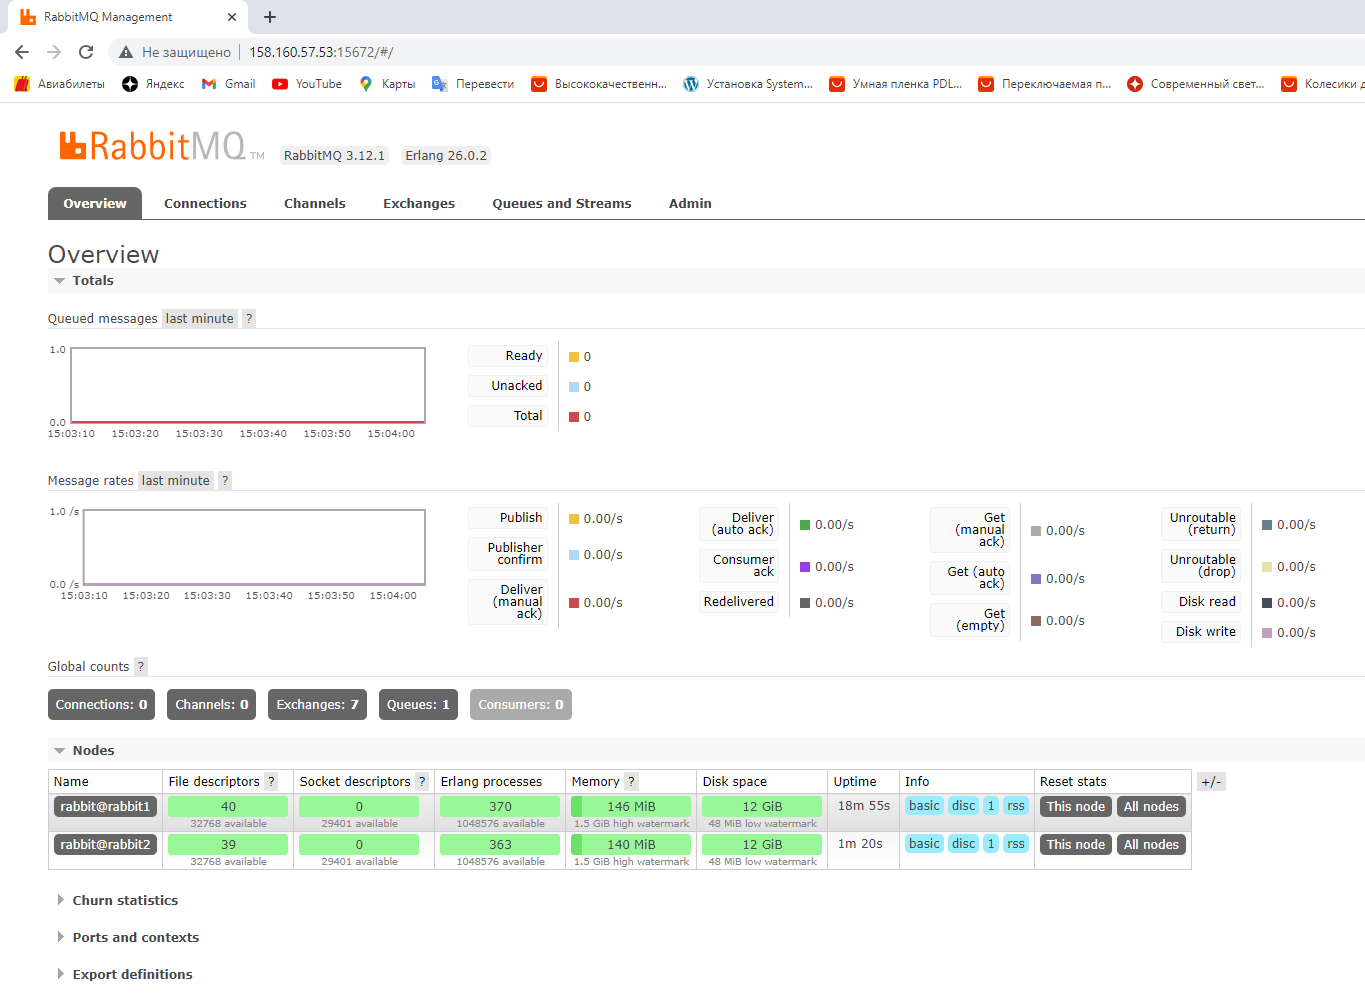 RabbitMQ Management
Не защищено 158.160.57.53:15672/#/
Авиабилеты Яндекс Gmail YouTube Карты Перевести Высококачественн... Установка System... Умная пленка PDL... Переключаемая п... Современный свет... Колесики д
RabbitMQ TM RabbitMQ 3.12.1 Erlang 26.0.2
Overview Connections Channels Exchanges Queues and Streams Admin
Overview
Totals
Queued messages last minute ?
1.0
0.0
15:03:10 15:03:20 15:03:30 15:03:40 15:03:50 15:04:00
Ready 0
Unacked 0
Total 0
Message rates last minute ?
1.0 /s
0.0 /s
15:03:10 15:03:20 15:03:30 15:03:40 15:03:50 15:04:00
Publish 0.00/s
Publisher
confirm 0.00/s
Deliver
(manual
ack) 0.00/s
Deliver
(auto ack) 0.00/s
Consumer
ack 0.00/s
Redelivered 0.00/s
Get
(manual
ack) 0.00/s
Get (auto
ack) 0.00/s
Get
(empty) 0.00/s
Unroutable
(return) 0.00/s
Unroutable
(drop) 0.00/s
Disk read 0.00/s
Disk write 0.00/s
Global counts ?
Connections: 0 Channels: 0 Exchanges: 7 Queues: 1 Consumers: 0
Nodes
Name File descriptors ? Socket descriptors ? Erlang processes Memory ? Disk space Uptime Info Reset stats +/-
rabbit@rabbit1 40 0 370 146 MiB 12 GiB 18m 55s basic disc 1 rss This node All nodes
32768 available 29401 available 1048576 available 1.5 GiB high watermark 48 MiB low watermark
rabbit@rabbit2 39 0 363 140 MiB 12 GiB 1m 20s basic disc 1 rss This node All nodes
32768 available 29401 available 1048576 available 1.5 GiB high watermark 48 MiB low watermark
Churn statistics
Ports and contexts
Export definitions